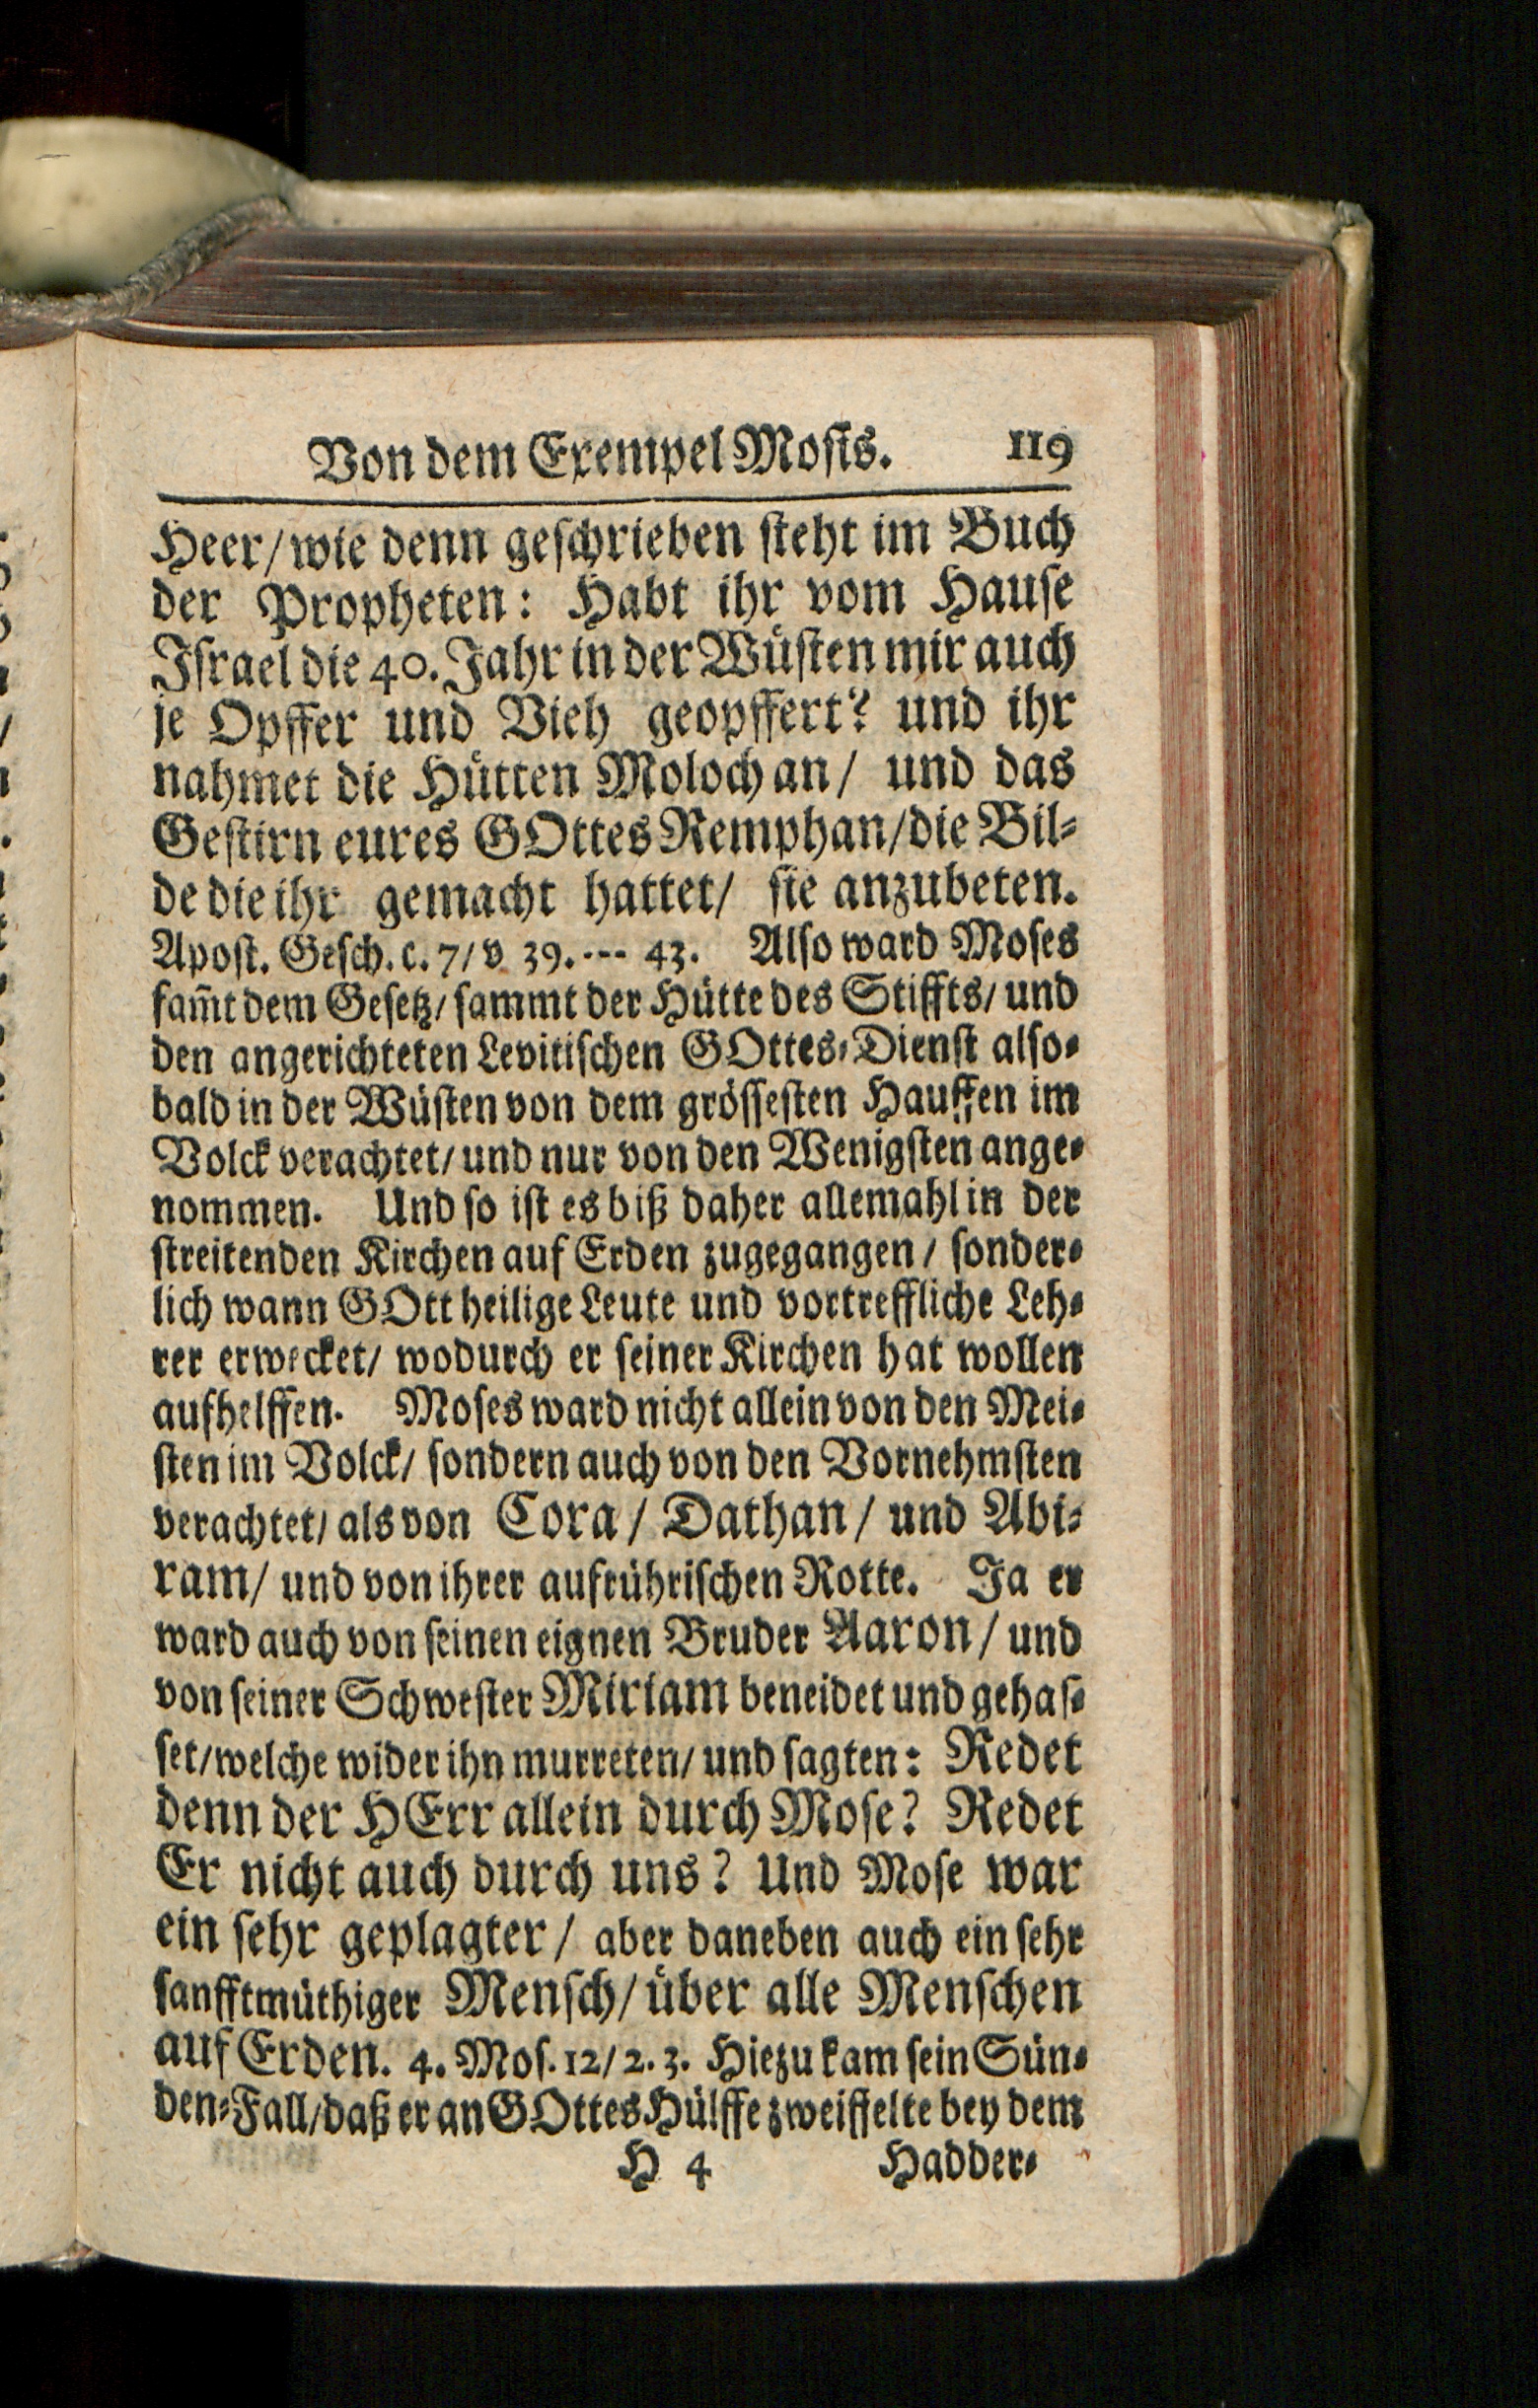 Von dem Exempel Mosis. 119
Heer/ wie denn geschrieben steht im Buch
der Propheten: Habt ihr vom Hause
Israel die 40. Jahr in der Wüsten mir auch
je Opffer und Vieh geopffert? und ihr
nahmet die Hütten Moloch an/ und das
Gestirn eures GOttes Remphan/ die Bil-
de die ihr gemacht hattet/ sie anzubeten.
Apost. Gesch. c. 7/ v 39. --- 43. Also ward Moses
sam̃t dem Gesetz/ sammt der Hütte des Stiffts/ und
den angerichteten Levitischen GOttes-Dienst also-
bald in der Wüsten von dem grössesten Hauffen im
Volck verachtet/ und nur von den Wenigsten ange-
nommen. Und so ist es biß daher allemahl in der
streitenden Kirchen auf Erden zugegangen/ sonder-
lich wann GOtt heilige Leute und vortreffliche Leh-
rer erwecket/ wodurch er seiner Kirchen hat wollen
aufhelffen. Moses ward nicht allein von den Mei-
sten im Volck/ sondern auch von den Vornehmsten
verachtet/ als von Cora/ Dathan/ und Abi-
ram/ und von ihrer aufrührischen Rotte. Ja er
ward auch von seinen eignen Bruder Aaron/ und
von seiner Schwester Miriam beneidet und gehas-
set/ welche wider ihn murreten/ und sagten: Redet
denn der HErr allein durch Mose? Redet
Er nicht auch durch uns? Und Mose war
ein sehr geplagter/ aber daneben auch ein sehr
sanfftmüthiger Mensch/ über alle Menschen
auf Erden. 4. Mos. 12/ 2. 3. Hiezu kam sein Sün-
den-Fall/ daß er an GOttes Hülffe zweiffelte bey dem
H 4 Hadder-